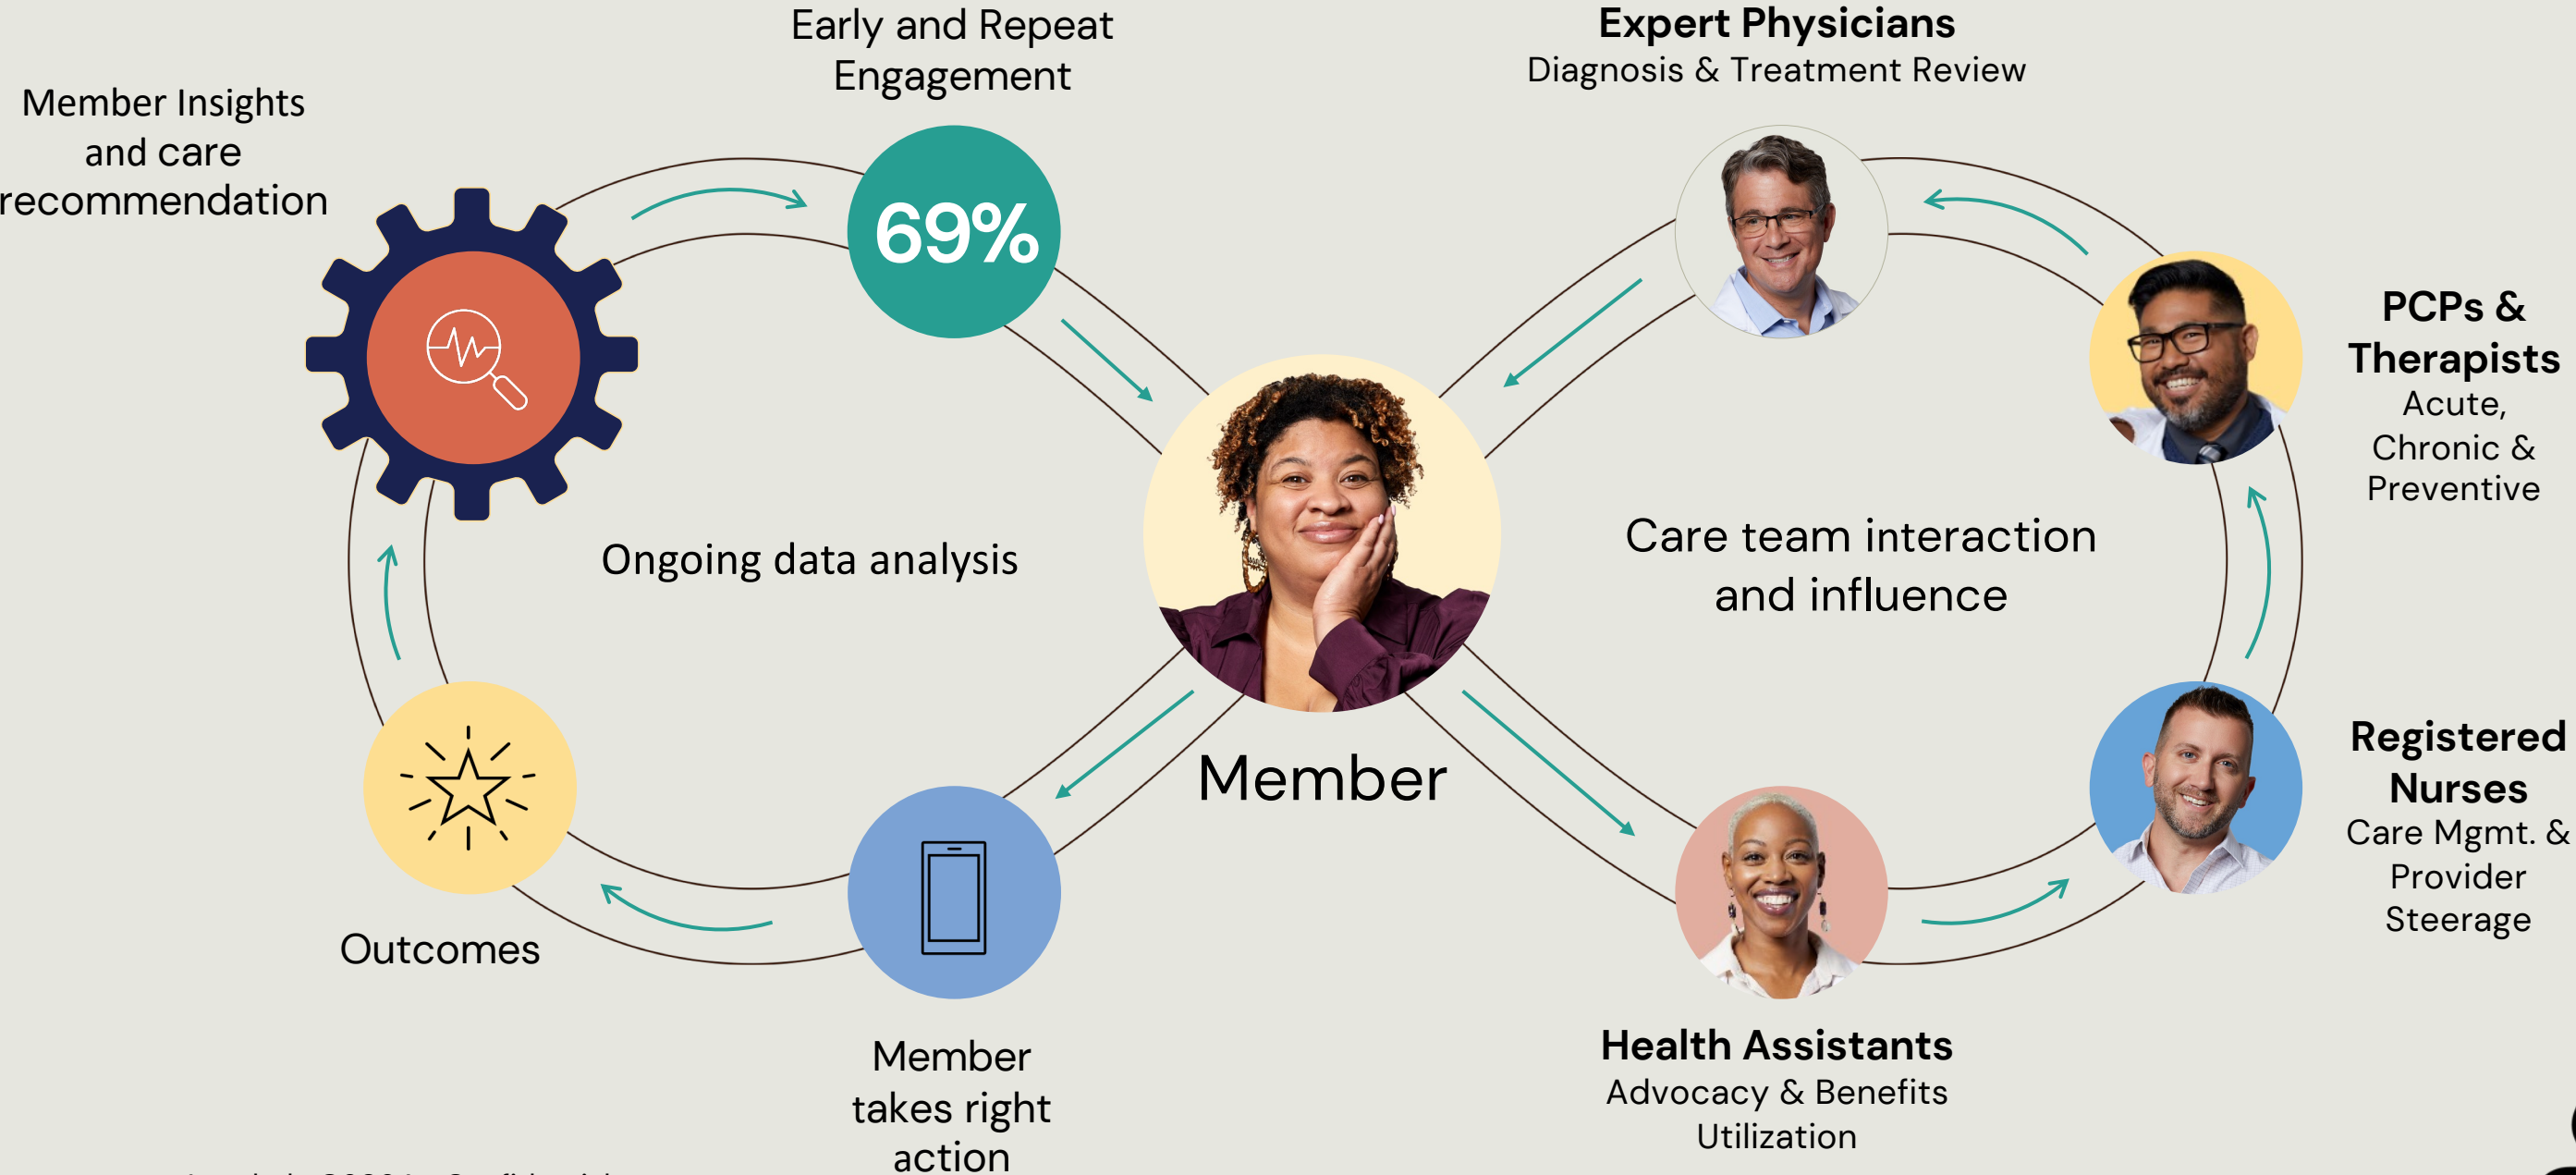 Early and Repeat
Engagement
Expert Physicians
Diagnosis & Treatment Review
Member Insights
and care
recommendation
69%
PCPs &
Therapists
Acute,
Chronic &
Preventive
Ongoing data analysis
Care team interaction
and influence
Member
Registered
Nurses
Care Mgmt. &
Provider
Steerage
Outcomes
Member
takes right
action
Health Assistants
Advocacy & Benefits
Utilization